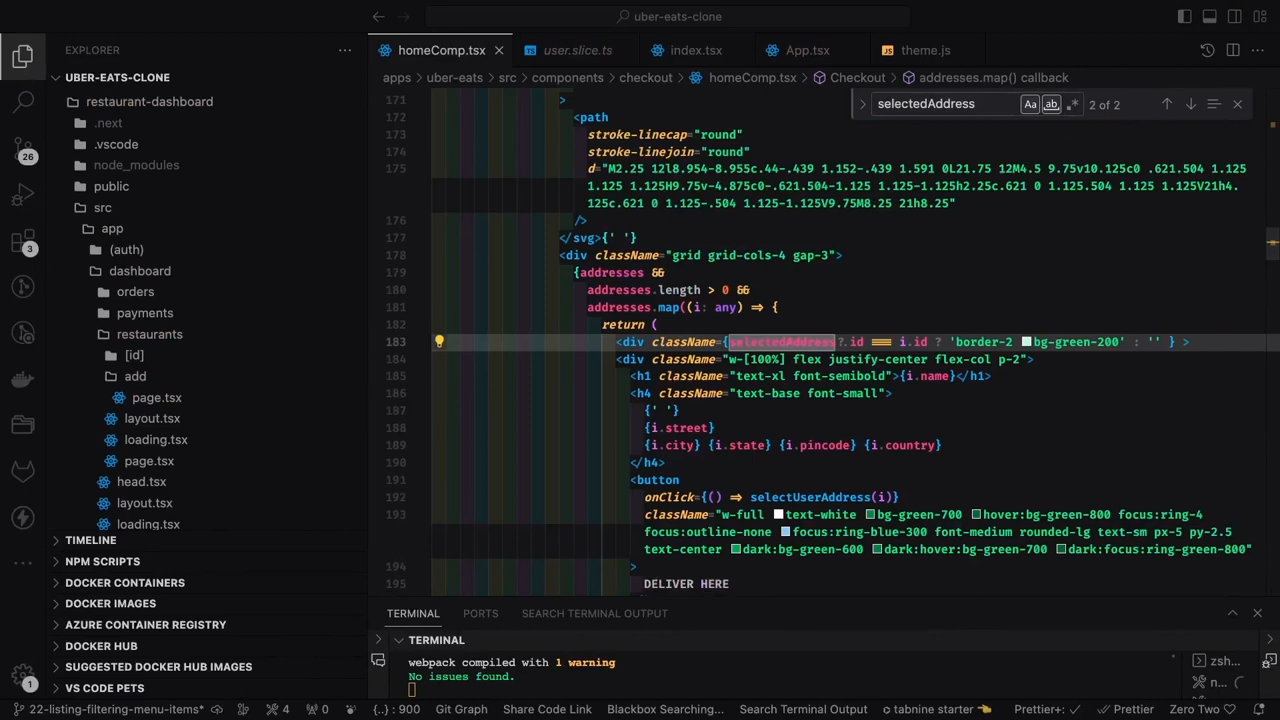 uber-eats-clone
EXPLORER
homeComp.tsx
user.slice.ts
index.tsx
App.tsx
theme.js
UBER-EATS-CLONE
apps > uber-eats > src > components > checkout > homeComp.tsx > Checkout > addresses.map() callback
restaurant-dashboard
.next
.vscode
node_modules
public
src
app
(auth)
dashboard
orders
payments
restaurants
[id]
add
page.tsx
layout.tsx
loading.tsx
page.tsx
head.tsx
layout.tsx
loading.tsx
TIMELINE
NPM SCRIPTS
DOCKER CONTAINERS
DOCKER IMAGES
AZURE CONTAINER REGISTRY
DOCKER HUB
SUGGESTED DOCKER HUB IMAGES
VS CODE PETS
26
3
1
selectedAddress Aa ab 2 of 2
171 >
172 <path
173 stroke-linecap="round"
174 stroke-linejoin="round"
175 d="M2.25 12l8.954-8.955c.44-.439 1.152-.439 1.591 0L21.75 12M4.5 9.75v10.125c0 .621.504 1.125
1.125 1.125H9.75v-4.875c0-.621.504-1.125 1.125-1.125h2.25c.621 0 1.125.504 1.125 1.125V21h4.
125c.621 0 1.125-.504 1.125-1.125V9.75M8.25 21h8.25"
176 />
177 </svg>{' '}
178 <div className="grid grid-cols-4 gap-3">
179 {addresses &&
180 addresses.length > 0 &&
181 addresses.map((i: any) => {
182 return (
183 <div className={selectedAddress?.id === i.id ? 'border-2 bg-green-200' : '' } >
184 <div className="w-[100%] flex justify-center flex-col p-2">
185 <h1 className="text-xl font-semibold">{i.name}</h1>
186 <h4 className="text-base font-small">
187 {' '}
188 {i.street}
189 {i.city} {i.state} {i.pincode} {i.country}
190 </h4>
191 <button
192 onClick={() => selectUserAddress(i)}
193 className="w-full text-white bg-green-700 hover:bg-green-800 focus:ring-4
focus:outline-none focus:ring-blue-300 font-medium rounded-lg text-sm px-5 py-2.5
text-center dark:bg-green-600 dark:hover:bg-green-700 dark:focus:ring-green-800"
194 >
195 DELIVER HERE
TERMINAL PORTS SEARCH TERMINAL OUTPUT
TERMINAL
webpack compiled with 1 warning
No issues found.
zsh...
n...
22-listing-filtering-menu-items* 4 0 {..} : 900 Git Graph Share Code Link Blackbox Searching... Search Terminal Output tabnine starter Prettier+: Prettier Zero Two